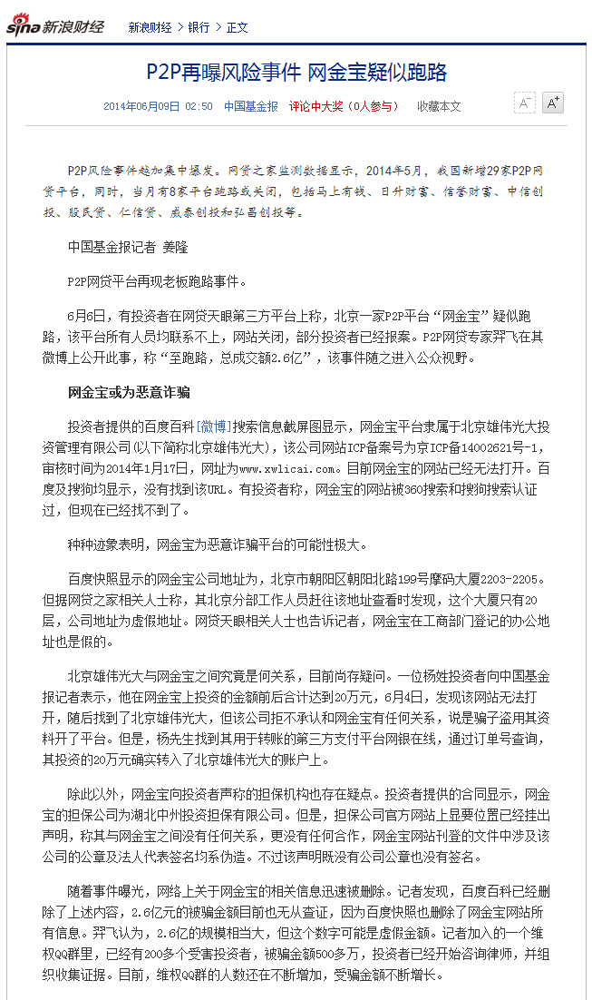 sina 新浪财经 新浪财经 > 银行 > 正文
P2P再曝风险事件 网金宝疑似跑路
2014年06月09日 02:50 中国基金报 评论中大奖（0人参与） 收藏本文 A- A+
P2P风险事件越加集中爆发。网贷之家监测数据显示，2014年5月，我国新增29家P2P网
贷平台，同时，当月有8家平台跑路或关闭，包括马上有钱、日升财富、信誉财富、中信创
投、股民贷、仁信贷、威泰创投和弘昌创投等。
中国基金报记者 姜隆
P2P网贷平台再现老板跑路事件。
6月6日，有投资者在网贷天眼第三方平台上称，北京一家P2P平台“网金宝”疑似跑
路，该平台所有人员均联系不上，网站关闭，部分投资者已经报案。P2P网贷专家羿飞在其
微博上公开此事，称“至跑路，总成交额2.6亿”，该事件随之进入公众视野。
网金宝或为恶意诈骗
投资者提供的百度百科[微博]搜索信息截屏图显示，网金宝平台隶属于北京雄伟光大投
资管理有限公司(以下简称北京雄伟光大)，该公司网站ICP备案号为京ICP备14002621号-1，
审核时间为2014年1月17日，网址为www.xwlicai.com。目前网金宝的网站已经无法打开。百
度及搜狗均显示，没有找到该URL。有投资者称，网金宝的网站被360搜索和搜狗搜索认证
过，但现在已经找不到了。
种种迹象表明，网金宝为恶意诈骗平台的可能性极大。
百度快照显示的网金宝公司地址为，北京市朝阳区朝阳北路199号摩码大厦2203-2205。
但据网贷之家相关人士称，其北京分部工作人员赶往该地址查看时发现，这个大厦只有20
层，公司地址为虚假地址。网贷天眼相关人士也告诉记者，网金宝在工商部门登记的办公地
址也是假的。
北京雄伟光大与网金宝之间究竟是何关系，目前尚存疑问。一位杨姓投资者向中国基金
报记者表示，他在网金宝上投资的金额前后合计达到20万元，6月4日，发现该网站无法打
开，随后找到了北京雄伟光大，但该公司拒不承认和网金宝有任何关系，说是骗子盗用其资
料开了平台。但是，杨先生找到其用于转账的第三方支付平台网银在线，通过订单号查询，
其投资的20万元确实转入了北京雄伟光大的账户上。
除此以外，网金宝向投资者声称的担保机构也存在疑点。投资者提供的合同显示，网金
宝的担保公司为湖北中州投资担保有限公司。但是，担保公司官方网站上显要位置已经挂出
声明，称其与网金宝之间没有任何关系，更没有任何合作，网金宝网站刊登的文件中涉及该
公司的公章及法人代表签名均系伪造。不过该声明既没有公司公章也没有签名。
随着事件曝光，网络上关于网金宝的相关信息迅速被删除。记者发现，百度百科已经删
除了上述内容，2.6亿元的被骗金额目前也无从查证，因为百度快照也删除了网金宝网站所
有信息。羿飞认为，2.6亿的规模相当大，但这个数字可能是虚假金额。记者加入的一个维
权QQ群里，已经有200多个受害投资者，被骗金额500多万，投资者已经开始咨询律师，并组
织收集证据。目前，维权QQ群的人数还在不断增加，受骗金额不断增长。